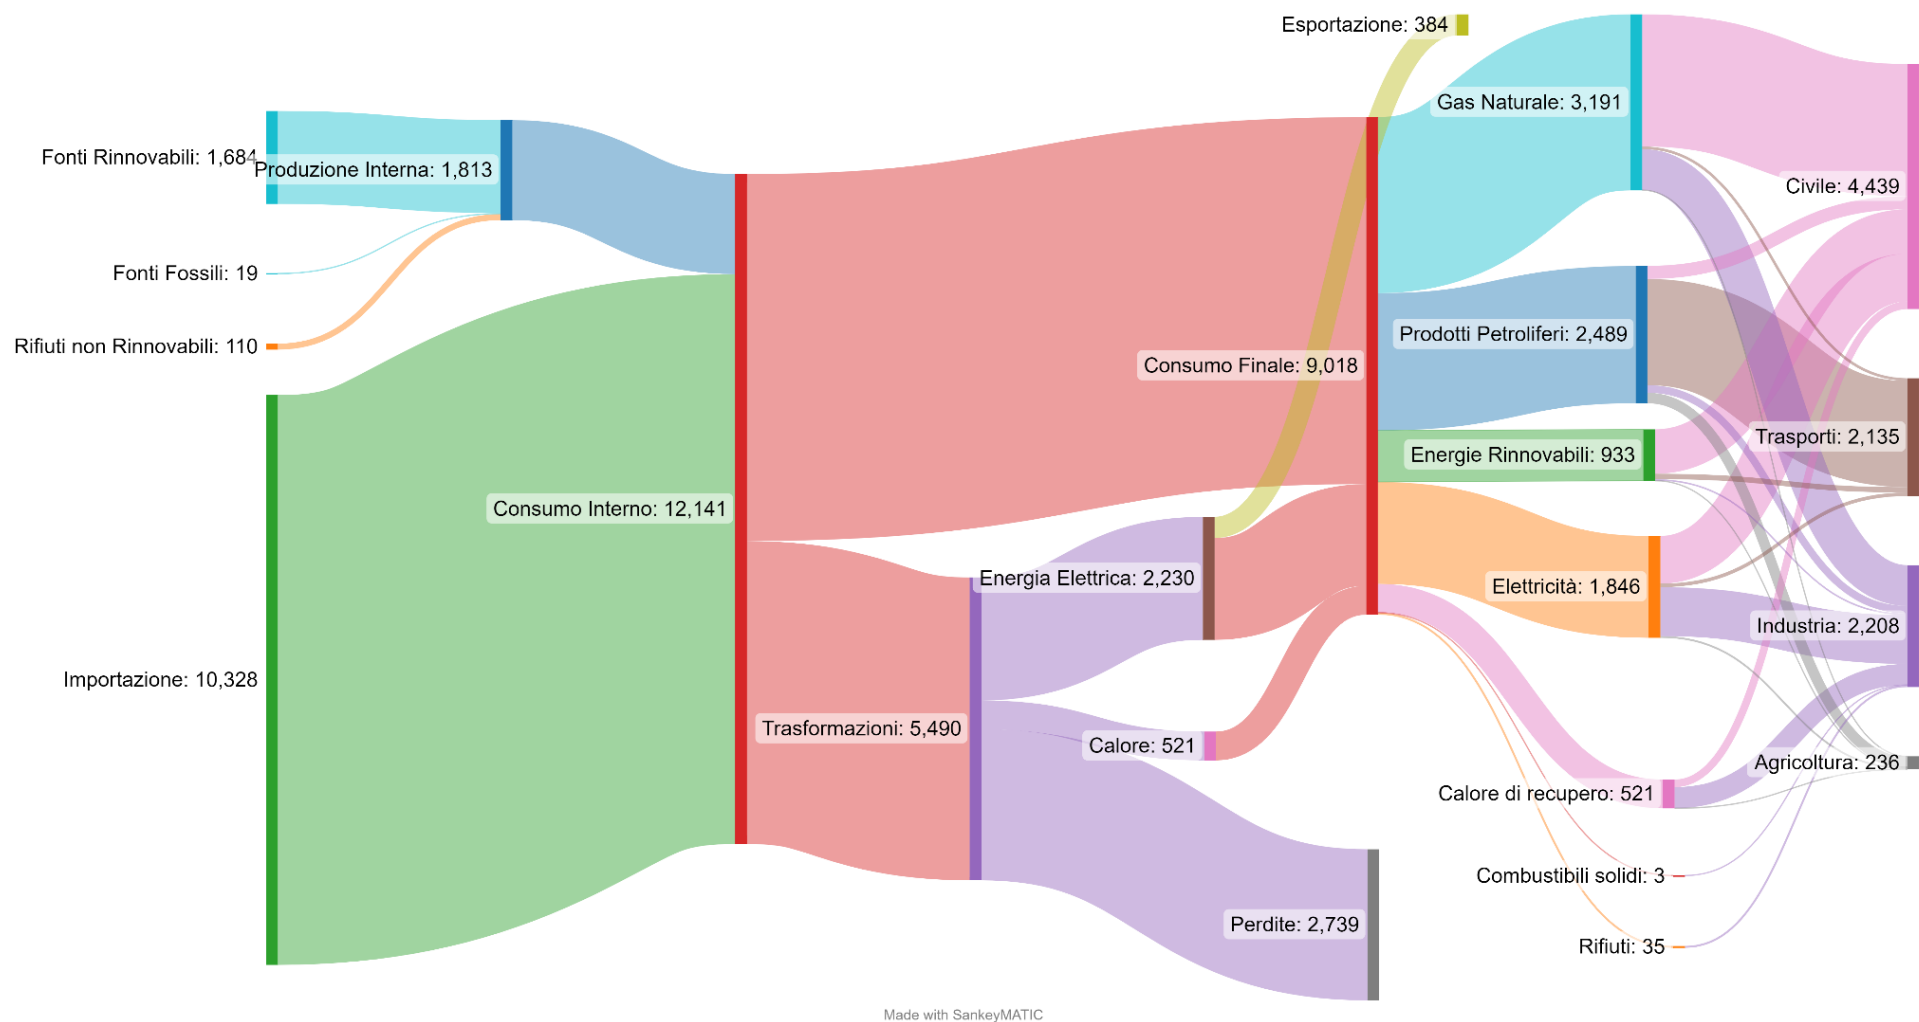 Esportazione: 384
Gas Naturale: 3,191
Fonti Rinnovabili: 1,684
Produzione Interna: 1,813
Civile: 4,439
Fonti Fossili: 19
Rifiuti non Rinnovabili: 110
Prodotti Petroliferi: 2,489
Consumo Finale: 9,018
Trasporti: 2,135
Energie Rinnovabili: 933
Consumo Interno: 12,141
Energia Elettrica: 2,230
Elettricità: 1,846
Industria: 2,208
Importazione: 10,328
Trasformazioni: 5,490
Calore: 521
Agricoltura: 236
Calore di recupero: 521
Combustibili solidi: 3
Perdite: 2,739
Rifiuti: 35
Made with SankeyMATIC